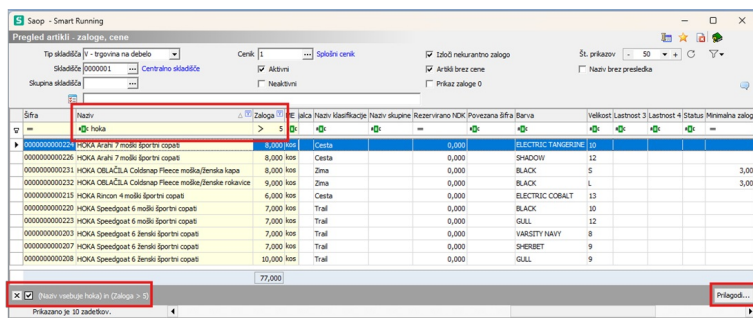 Saop - Smart Running
Pregled artikli - zaloge, cene
Tip skladišča V - trgovina na debelo Cenik 1 ... Splošni cenik Izloči nekurantno zalogo Št. prikazov - 50 +
Skladišče 0000001 ... Centralno skladišče Aktivni Artikli brez cene Naziv brez presledka
Skupina skladišča ... Neaktivni Prikaz zaloge 0
Šifra Naziv Zaloga ME alca Naziv klasifikacije Naziv skupine Rezervirano NDK Povezana šifra Barva Velikost Lastnost 3 Lastnost 4 Status Minimalna zalog
= hoka > 5 = =
0000000000224 HOKA Arahi 7 moški športni copati 8,000 kos Cesta 0,000 ELECTRIC TANGERINE 10
0000000000226 HOKA Arahi 7 moški športni copati 8,000 kos Cesta 0,000 SHADOW 12
0000000000231 HOKA OBLAČILA Coldsnap Fleece moška/ženska kapa 8,000 kos Zima 0,000 BLACK S 3,00
0000000000232 HOKA OBLAČILA Coldsnap Fleece moške/ženske rokavice 9,000 kos Zima 0,000 BLACK L 3,00
0000000000215 HOKA Rincon 4 moški športni copati 6,000 kos Cesta 0,000 ELECTRIC COBALT 13
0000000000220 HOKA Speedgoat 6 moški športni copati 7,000 kos Trail 0,000 BLACK 10
0000000000223 HOKA Speedgoat 6 moški športni copati 7,000 kos Trail 0,000 GULL 12
0000000000203 HOKA Speedgoat 6 ženski športni copati 7,000 kos Trail 0,000 VARSITY NAVY 8
0000000000207 HOKA Speedgoat 6 ženski športni copati 7,000 kos Trail 0,000 SHERBET 9
0000000000208 HOKA Speedgoat 6 ženski športni copati 10,000 kos Trail 0,000 GULL 9
77,000
(Naziv vsebuje hoka) in (Zaloga > 5) Prilagodi...
Prikazano je 10 zadetkov.